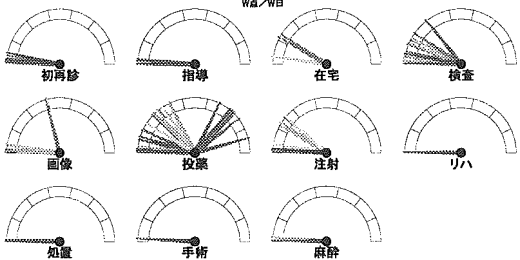 初再診 指導 在宅 検査
画像 投薬 注射 リハ
処置 手術 麻酔